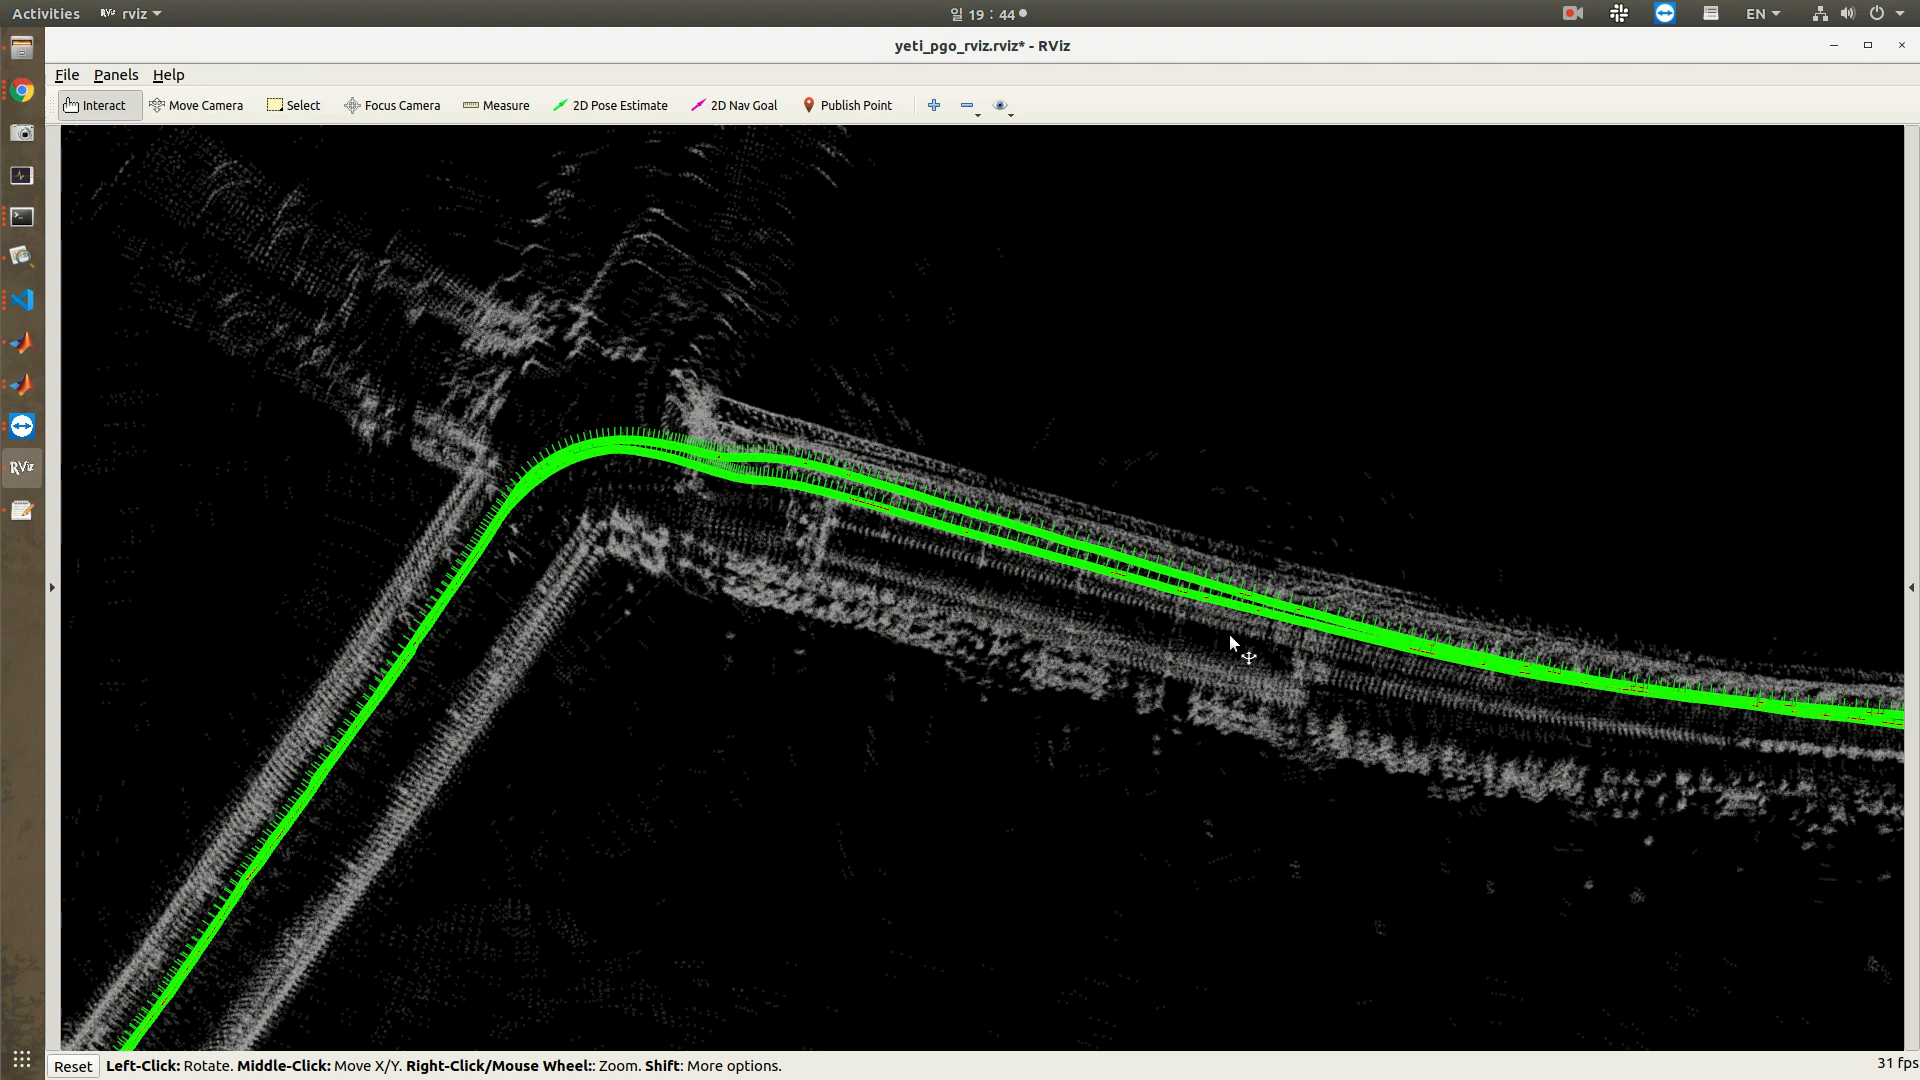 Activities RViz rviz 일 19 : 44 EN
yeti_pgo_rviz.rviz* - RViz
File Panels Help
Interact Move Camera Select Focus Camera Measure 2D Pose Estimate 2D Nav Goal Publish Point
RViz
Reset Left-Click: Rotate. Middle-Click: Move X/Y. Right-Click/Mouse Wheel:: Zoom. Shift: More options. 31 fps